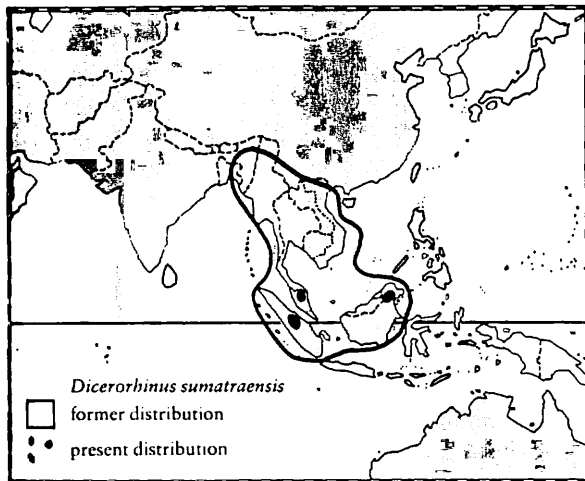 Dicerorhinus sumatraensis
former distribution
present distribution